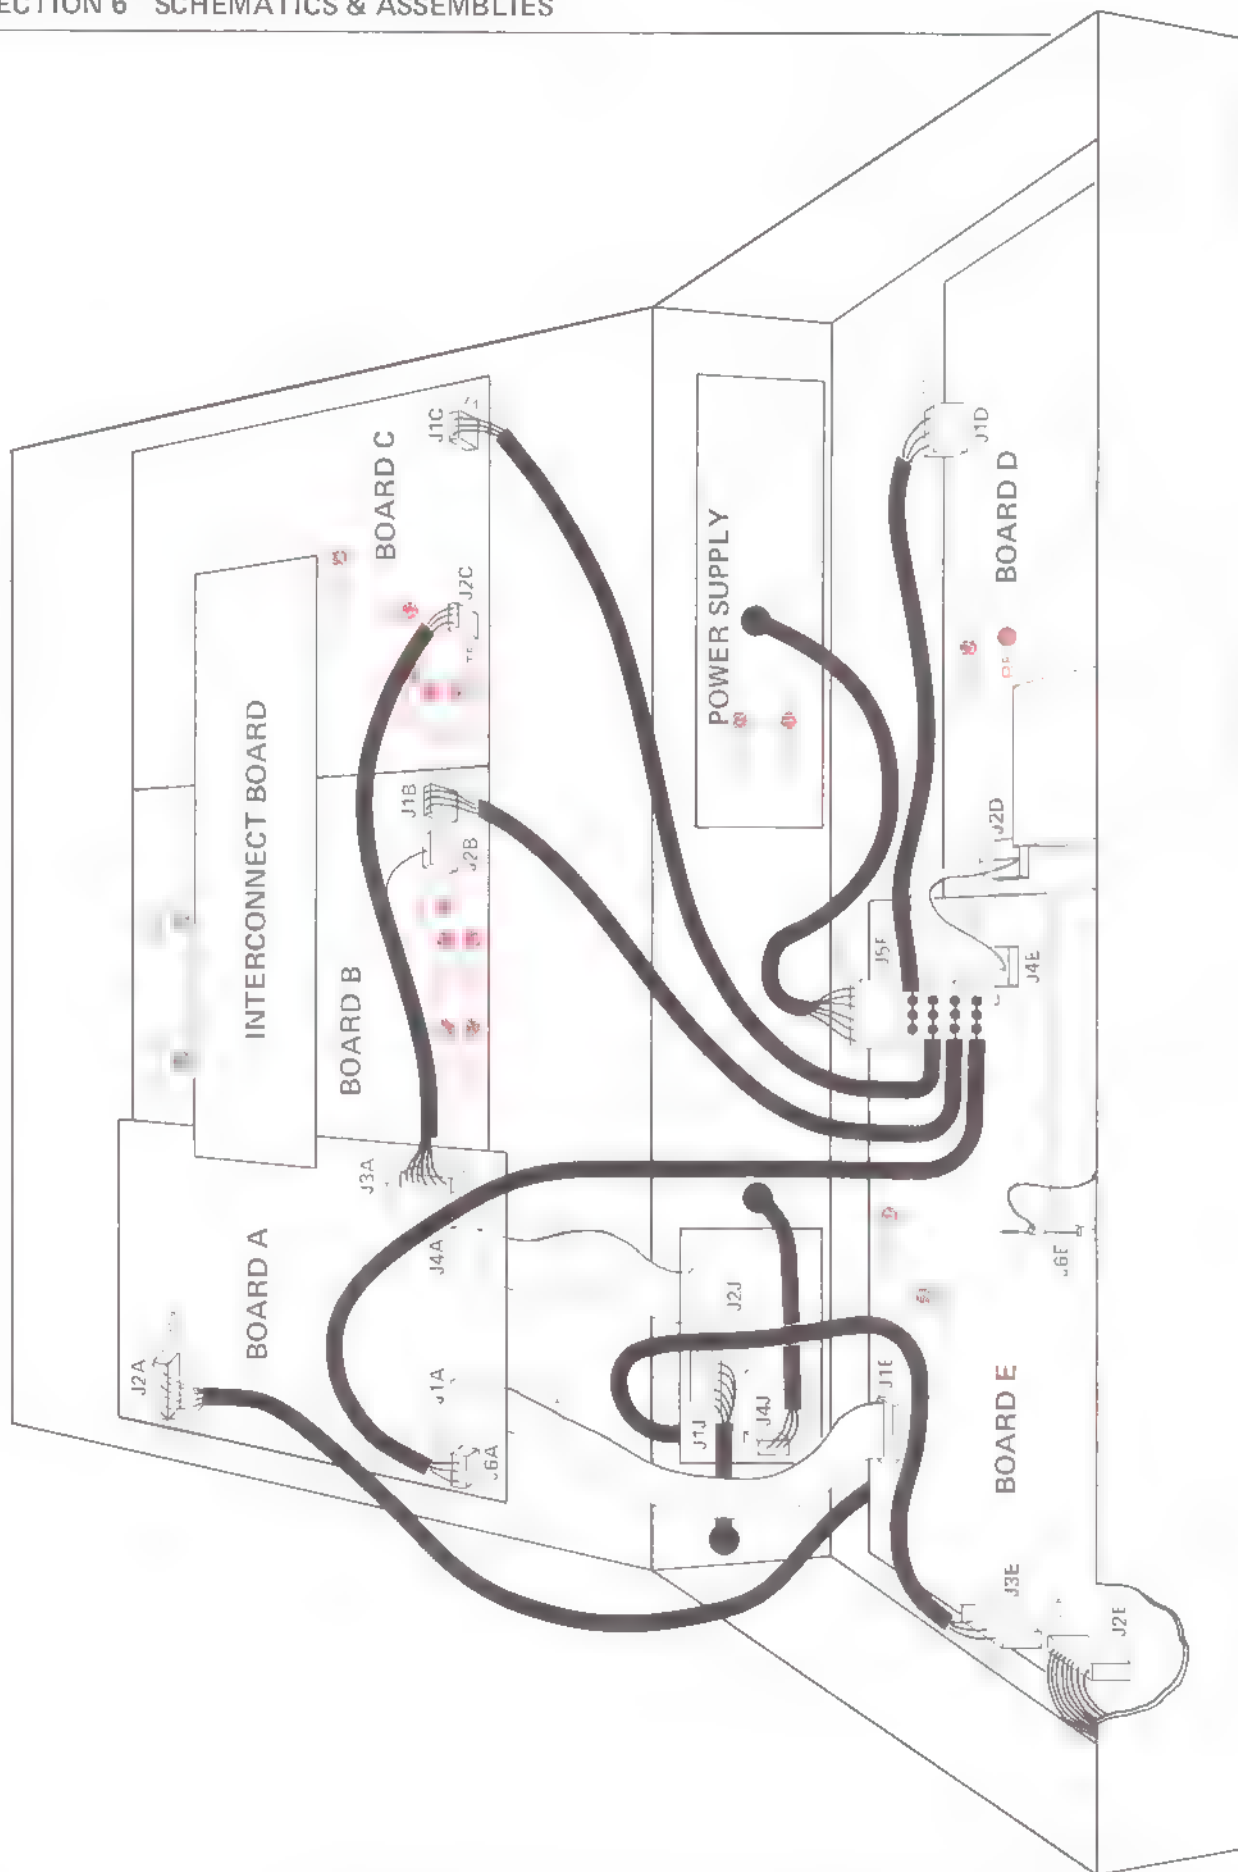 ECTION 6 SCHEMATICS & ASSEMBLIES
J2A
BOARD A
J1A
J6A
J4A
J3A
INTERCONNECT BOARD
BOARD B
J2B
J1B
BOARD C
J2C
J1C
POWER SUPPLY
J1J
J4J
J2J
J1E
BOARD E
J3E
J2E
J6E
J5E
J4E
J2D
BOARD D
J1D